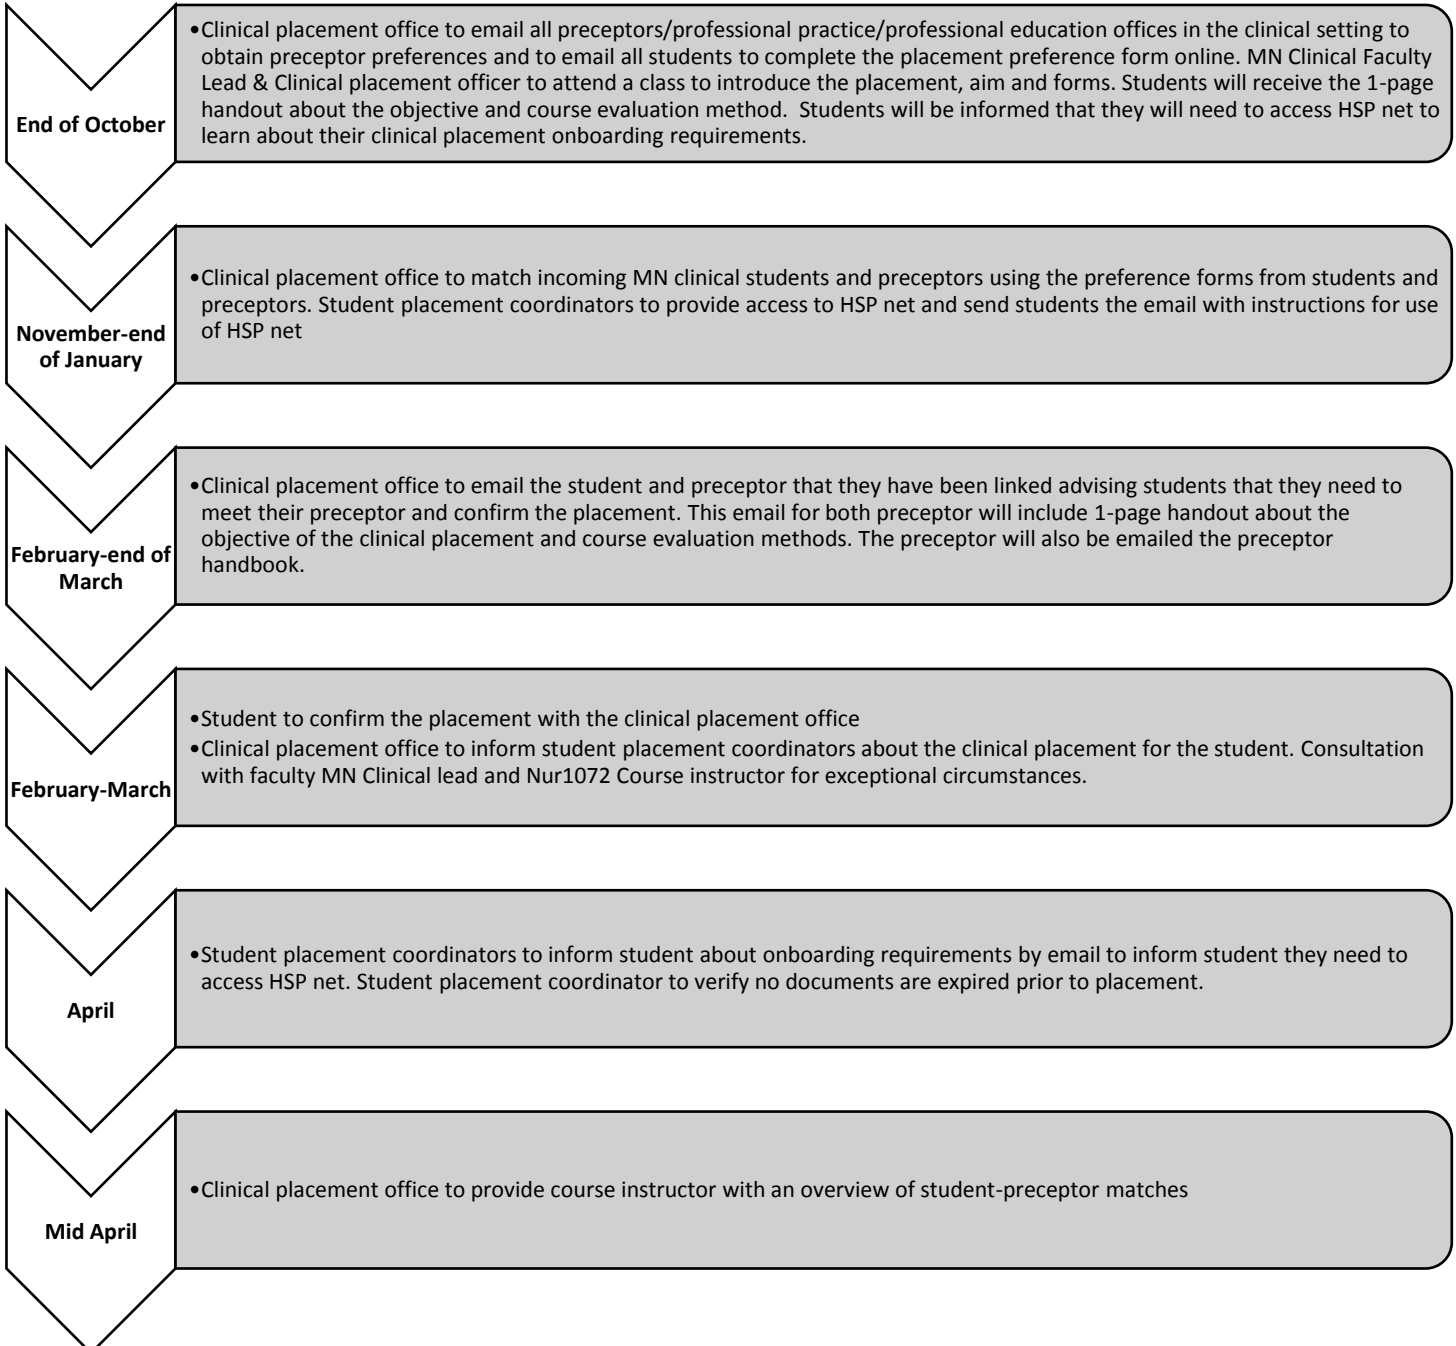 •Clinical placement office to email all preceptors/professional practice/professional education offices in the clinical setting to
obtain preceptor preferences and to email all students to complete the placement preference form online. MN Clinical Faculty
Lead & Clinical placement officer to attend a class to introduce the placement, aim and forms. Students will receive the 1-page
handout about the objective and course evaluation method.  Students will be informed that they will need to access HSP net to
learn about their clinical placement onboarding requirements.
End of October
•Clinical placement office to match incoming MN clinical students and preceptors using the preference forms from students and
preceptors. Student placement coordinators to provide access to HSP net and send students the email with instructions for use
of HSP net
November-end
of January
•Clinical placement office to email the student and preceptor that they have been linked advising students that they need to
meet their preceptor and confirm the placement. This email for both preceptor will include 1-page handout about the
objective of the clinical placement and course evaluation methods. The preceptor will also be emailed the preceptor
handbook.
February-end of
March
•Student to confirm the placement with the clinical placement office
•Clinical placement office to inform student placement coordinators about the clinical placement for the student. Consultation
with faculty MN Clinical lead and Nur1072 Course instructor for exceptional circumstances.
February-March
•Student placement coordinators to inform student about onboarding requirements by email to inform student they need to
access HSP net. Student placement coordinator to verify no documents are expired prior to placement.
April
•Clinical placement office to provide course instructor with an overview of student-preceptor matches
Mid April